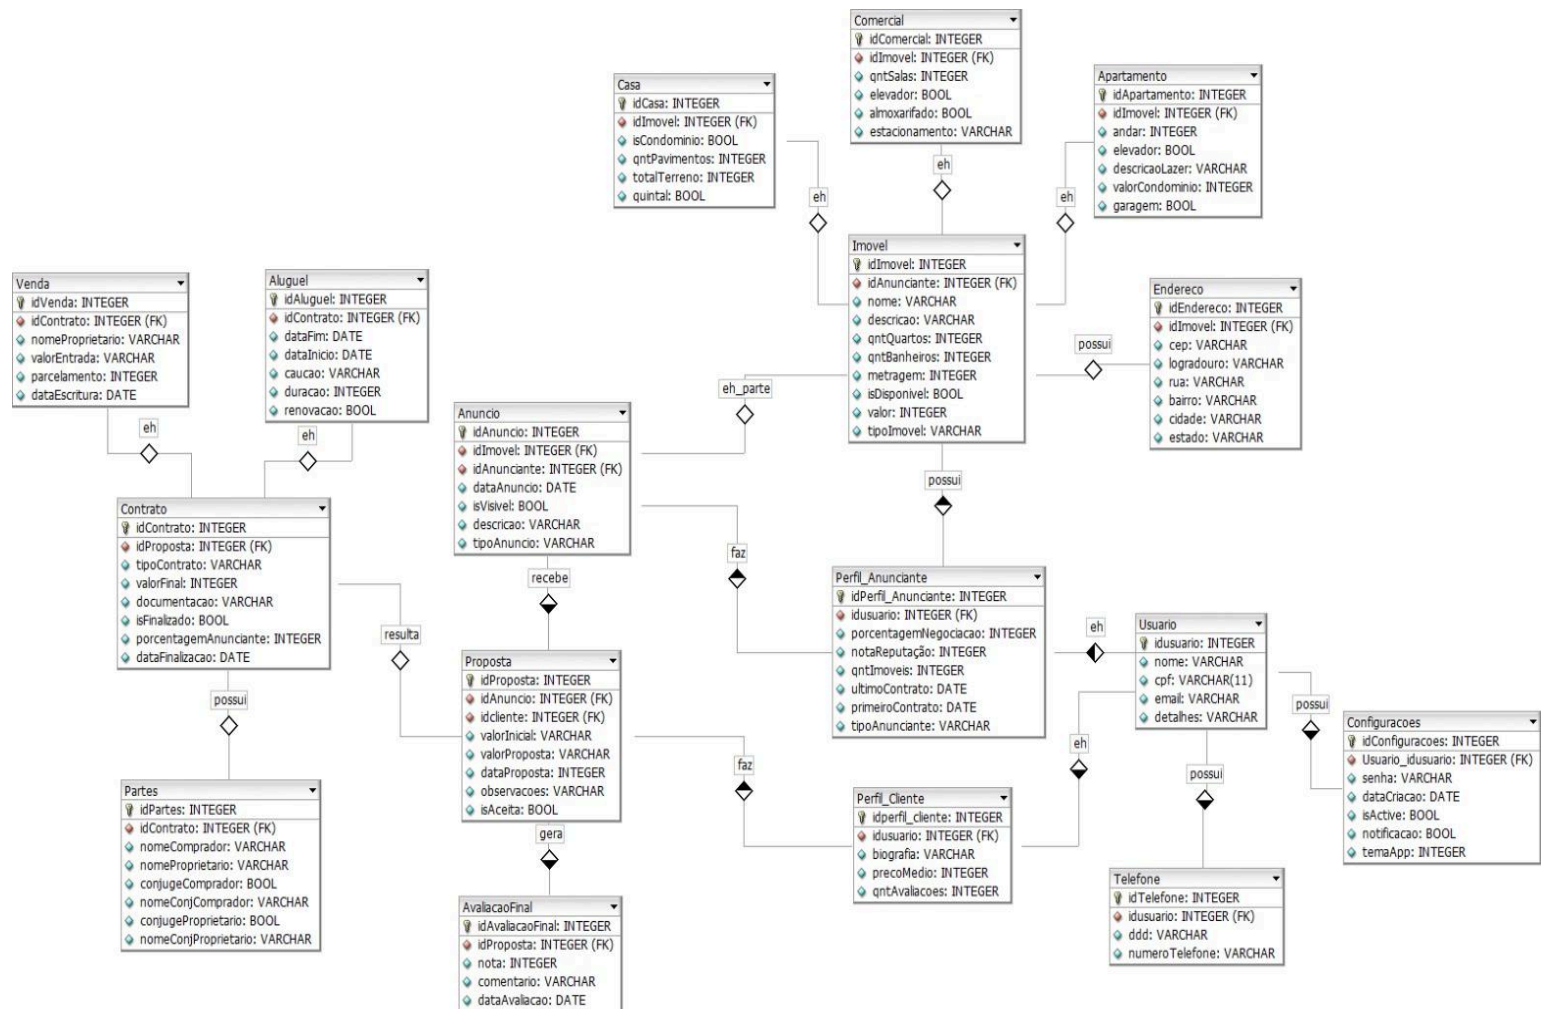 Comercial
idComercial: INTEGER
idImovel: INTEGER (FK)
qntSalas: INTEGER
elevador: BOOL
almoxarifado: BOOL
estacionamento: VARCHAR
Casa
idCasa: INTEGER
idImovel: INTEGER (FK)
isCondominio: BOOL
qntPavimentos: INTEGER
totalTerreno: INTEGER
quintal: BOOL
Apartamento
idApartamento: INTEGER
idImovel: INTEGER (FK)
andar: INTEGER
elevador: BOOL
descricaoLazer: VARCHAR
valorCondominio: INTEGER
garagem: BOOL
eh
eh
eh
Imovel
idImovel: INTEGER
idAnunciante: INTEGER (FK)
nome: VARCHAR
descricao: VARCHAR
qntQuartos: INTEGER
qntBanheiros: INTEGER
metragem: INTEGER
isDisponivel: BOOL
valor: INTEGER
tipoImovel: VARCHAR
possui
Endereco
idEndereco: INTEGER
idImovel: INTEGER (FK)
cep: VARCHAR
logradouro: VARCHAR
rua: VARCHAR
bairro: VARCHAR
cidade: VARCHAR
estado: VARCHAR
Venda
idVenda: INTEGER
idContrato: INTEGER (FK)
nomeProprietario: VARCHAR
valorEntrada: VARCHAR
parcelamento: INTEGER
dataEscritura: DATE
Aluguel
idAluguel: INTEGER
idContrato: INTEGER (FK)
dataFim: DATE
dataInicio: DATE
caucao: VARCHAR
duracao: INTEGER
renovacao: BOOL
eh
eh
eh_parte
Anuncio
idAnuncio: INTEGER
idImovel: INTEGER (FK)
idAnunciante: INTEGER (FK)
dataAnuncio: DATE
isVisivel: BOOL
descricao: VARCHAR
tipoAnuncio: VARCHAR
possui
faz
recebe
Contrato
idContrato: INTEGER
idProposta: INTEGER (FK)
tipoContrato: VARCHAR
valorFinal: INTEGER
documentacao: VARCHAR
isFinalizado: BOOL
porcentagemAnunciante: INTEGER
dataFinalizacao: DATE
resulta
possui
Perfil_Anunciante
idPerfil_Anunciante: INTEGER
idusuario: INTEGER (FK)
porcentagemNegociacao: INTEGER
notaReputação: INTEGER
qntImoveis: INTEGER
ultimoContrato: DATE
primeiroContrato: DATE
tipoAnunciante: VARCHAR
eh
Usuario
idusuario: INTEGER
nome: VARCHAR
cpf: VARCHAR(11)
email: VARCHAR
detalhes: VARCHAR
possui
eh
possui
Configuracoes
idConfiguracoes: INTEGER
Usuario_idusuario: INTEGER (FK)
senha: VARCHAR
dataCriacao: DATE
isActive: BOOL
notificacao: BOOL
temaApp: INTEGER
Proposta
idProposta: INTEGER
idAnuncio: INTEGER (FK)
idcliente: INTEGER (FK)
valorInicial: VARCHAR
valorProposta: VARCHAR
dataProposta: INTEGER
observacoes: VARCHAR
isAceita: BOOL
faz
gera
Partes
idPartes: INTEGER
idContrato: INTEGER (FK)
nomeComprador: VARCHAR
nomeProprietario: VARCHAR
conjugeComprador: BOOL
nomeConjComprador: VARCHAR
conjugeProprietario: BOOL
nomeConjProprietario: VARCHAR
Perfil_Cliente
idperfil_cliente: INTEGER
idusuario: INTEGER (FK)
biografia: VARCHAR
precoMedio: INTEGER
qntAvaliacoes: INTEGER
Telefone
idTelefone: INTEGER
idusuario: INTEGER (FK)
ddd: VARCHAR
numeroTelefone: VARCHAR
AvaliacaoFinal
idAvaliacaoFinal: INTEGER
idProposta: INTEGER (FK)
nota: INTEGER
comentario: VARCHAR
dataAvaliacao: DATE